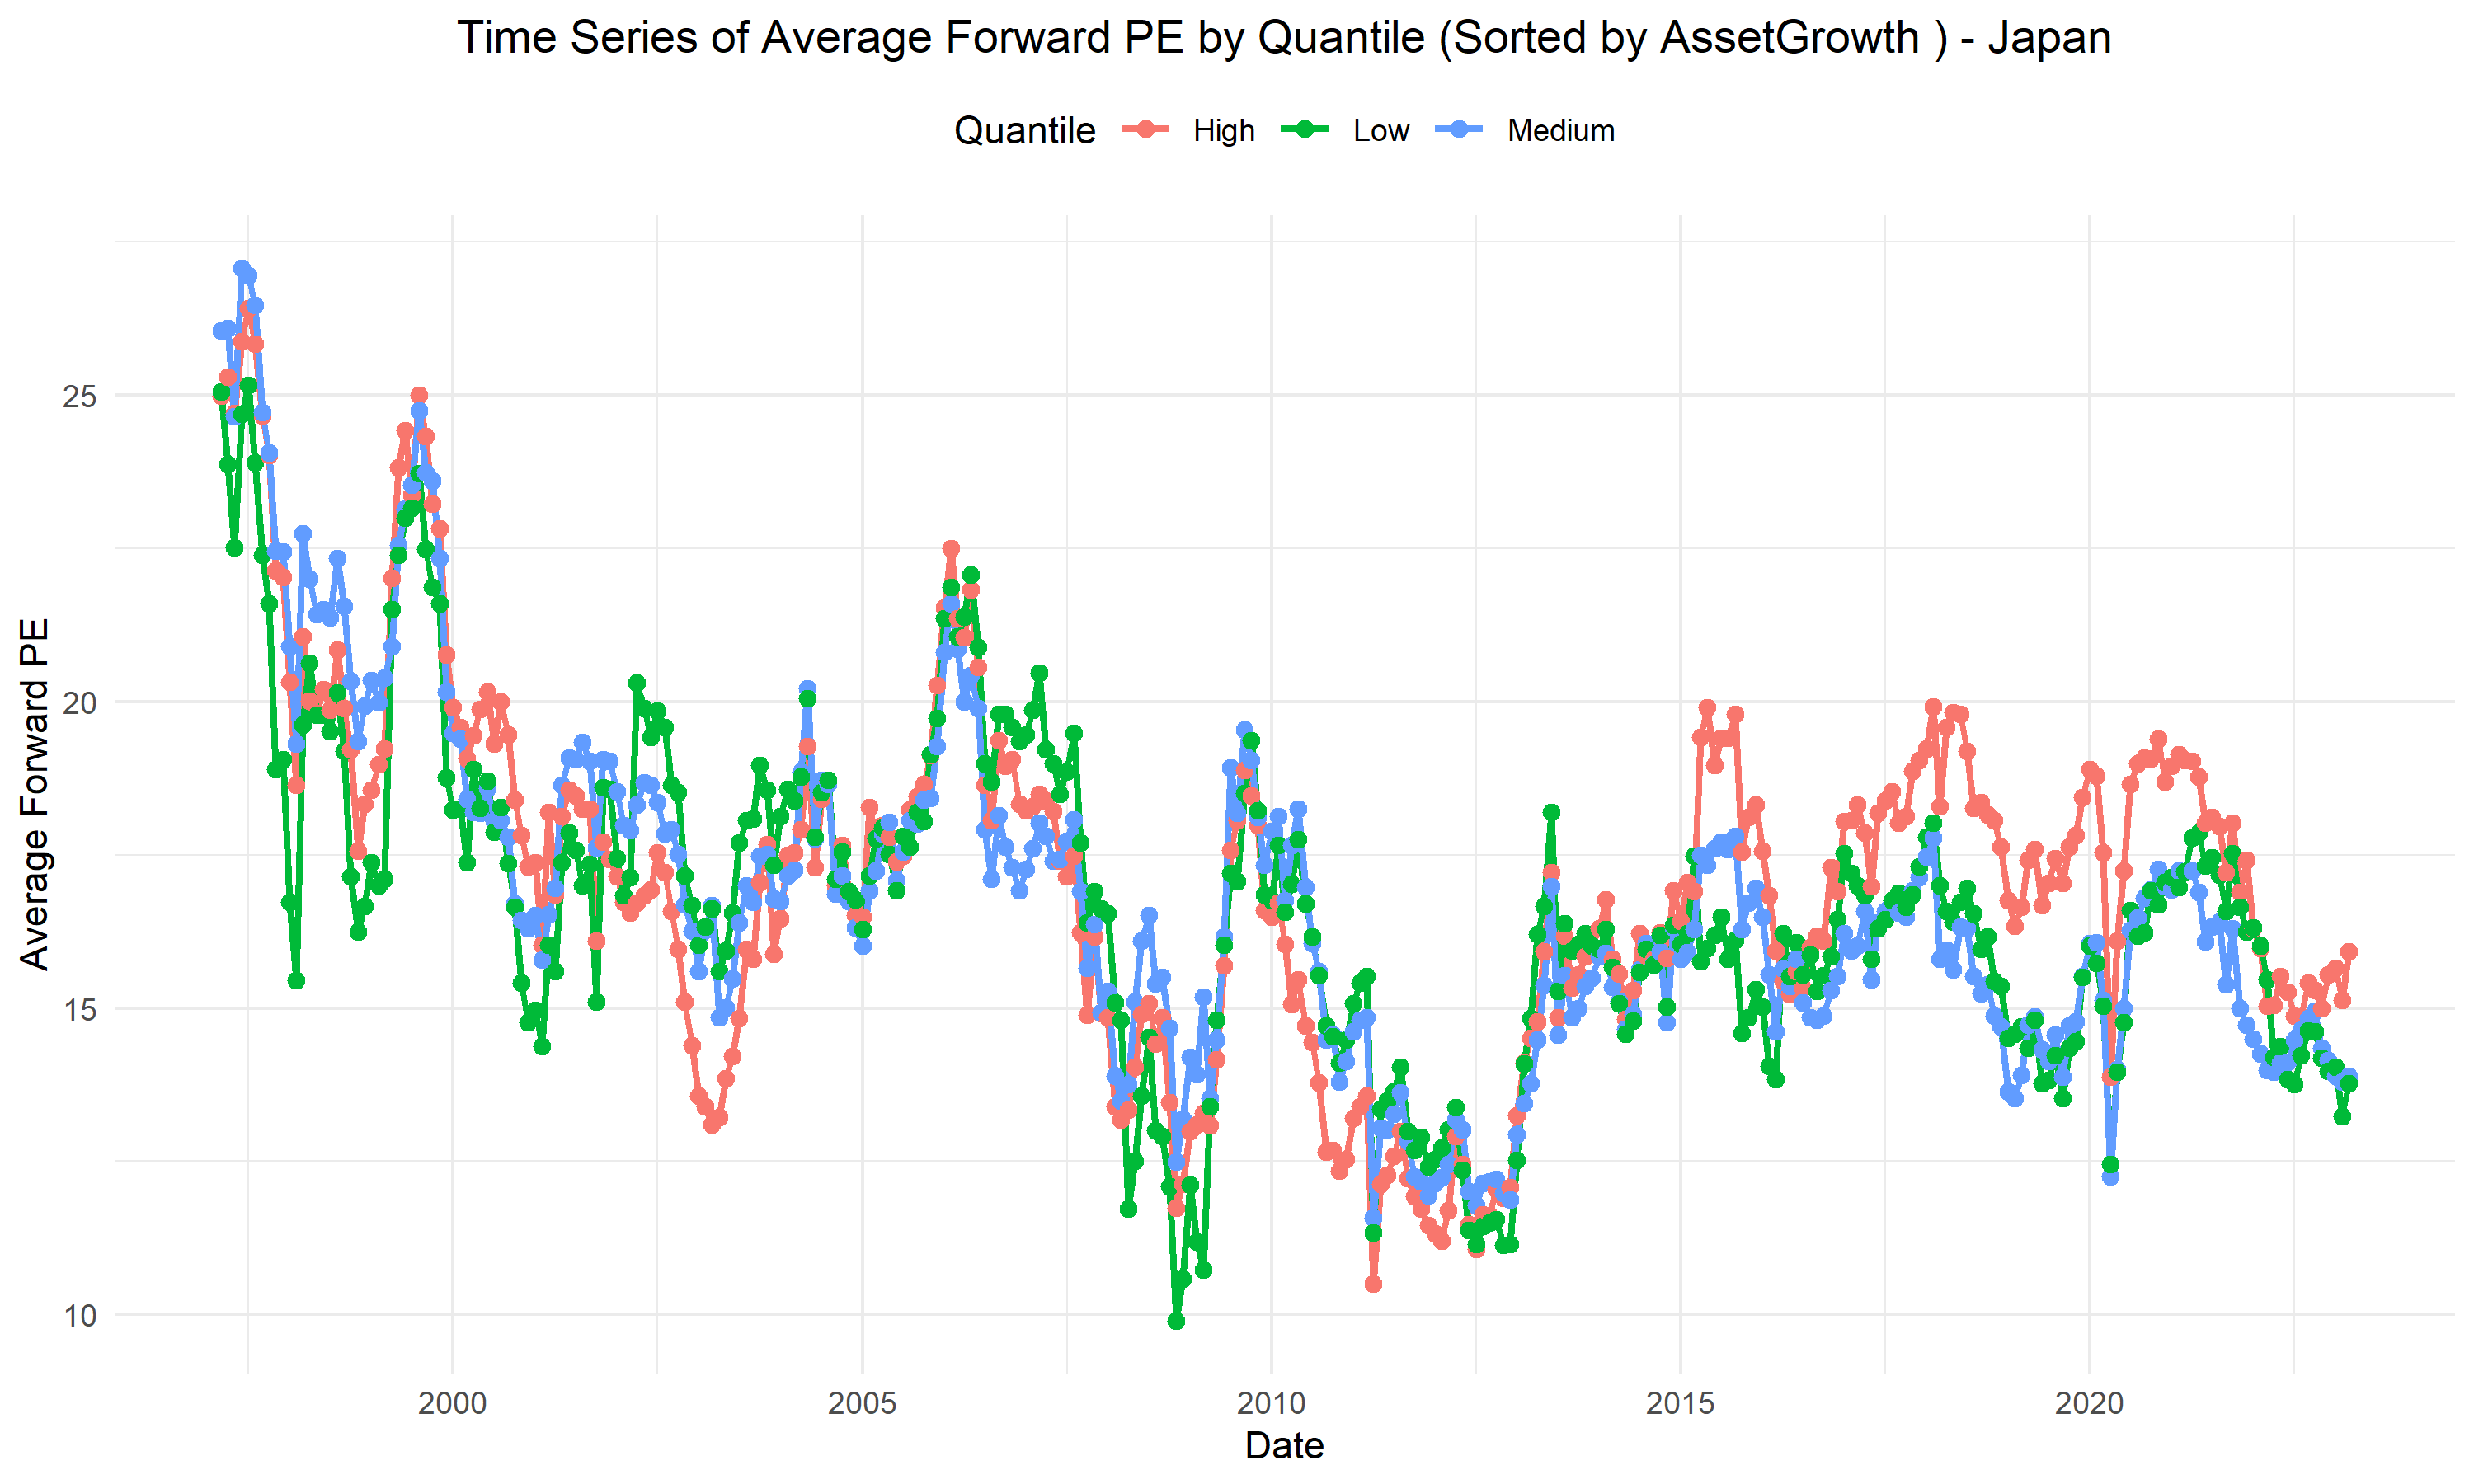 Time Series of Average Forward PE by Quantile (Sorted by AssetGrowth ) - Japan
Quantile High Low Medium
Average Forward PE
25
20
15
10
2000 2005 2010 2015 2020
Date